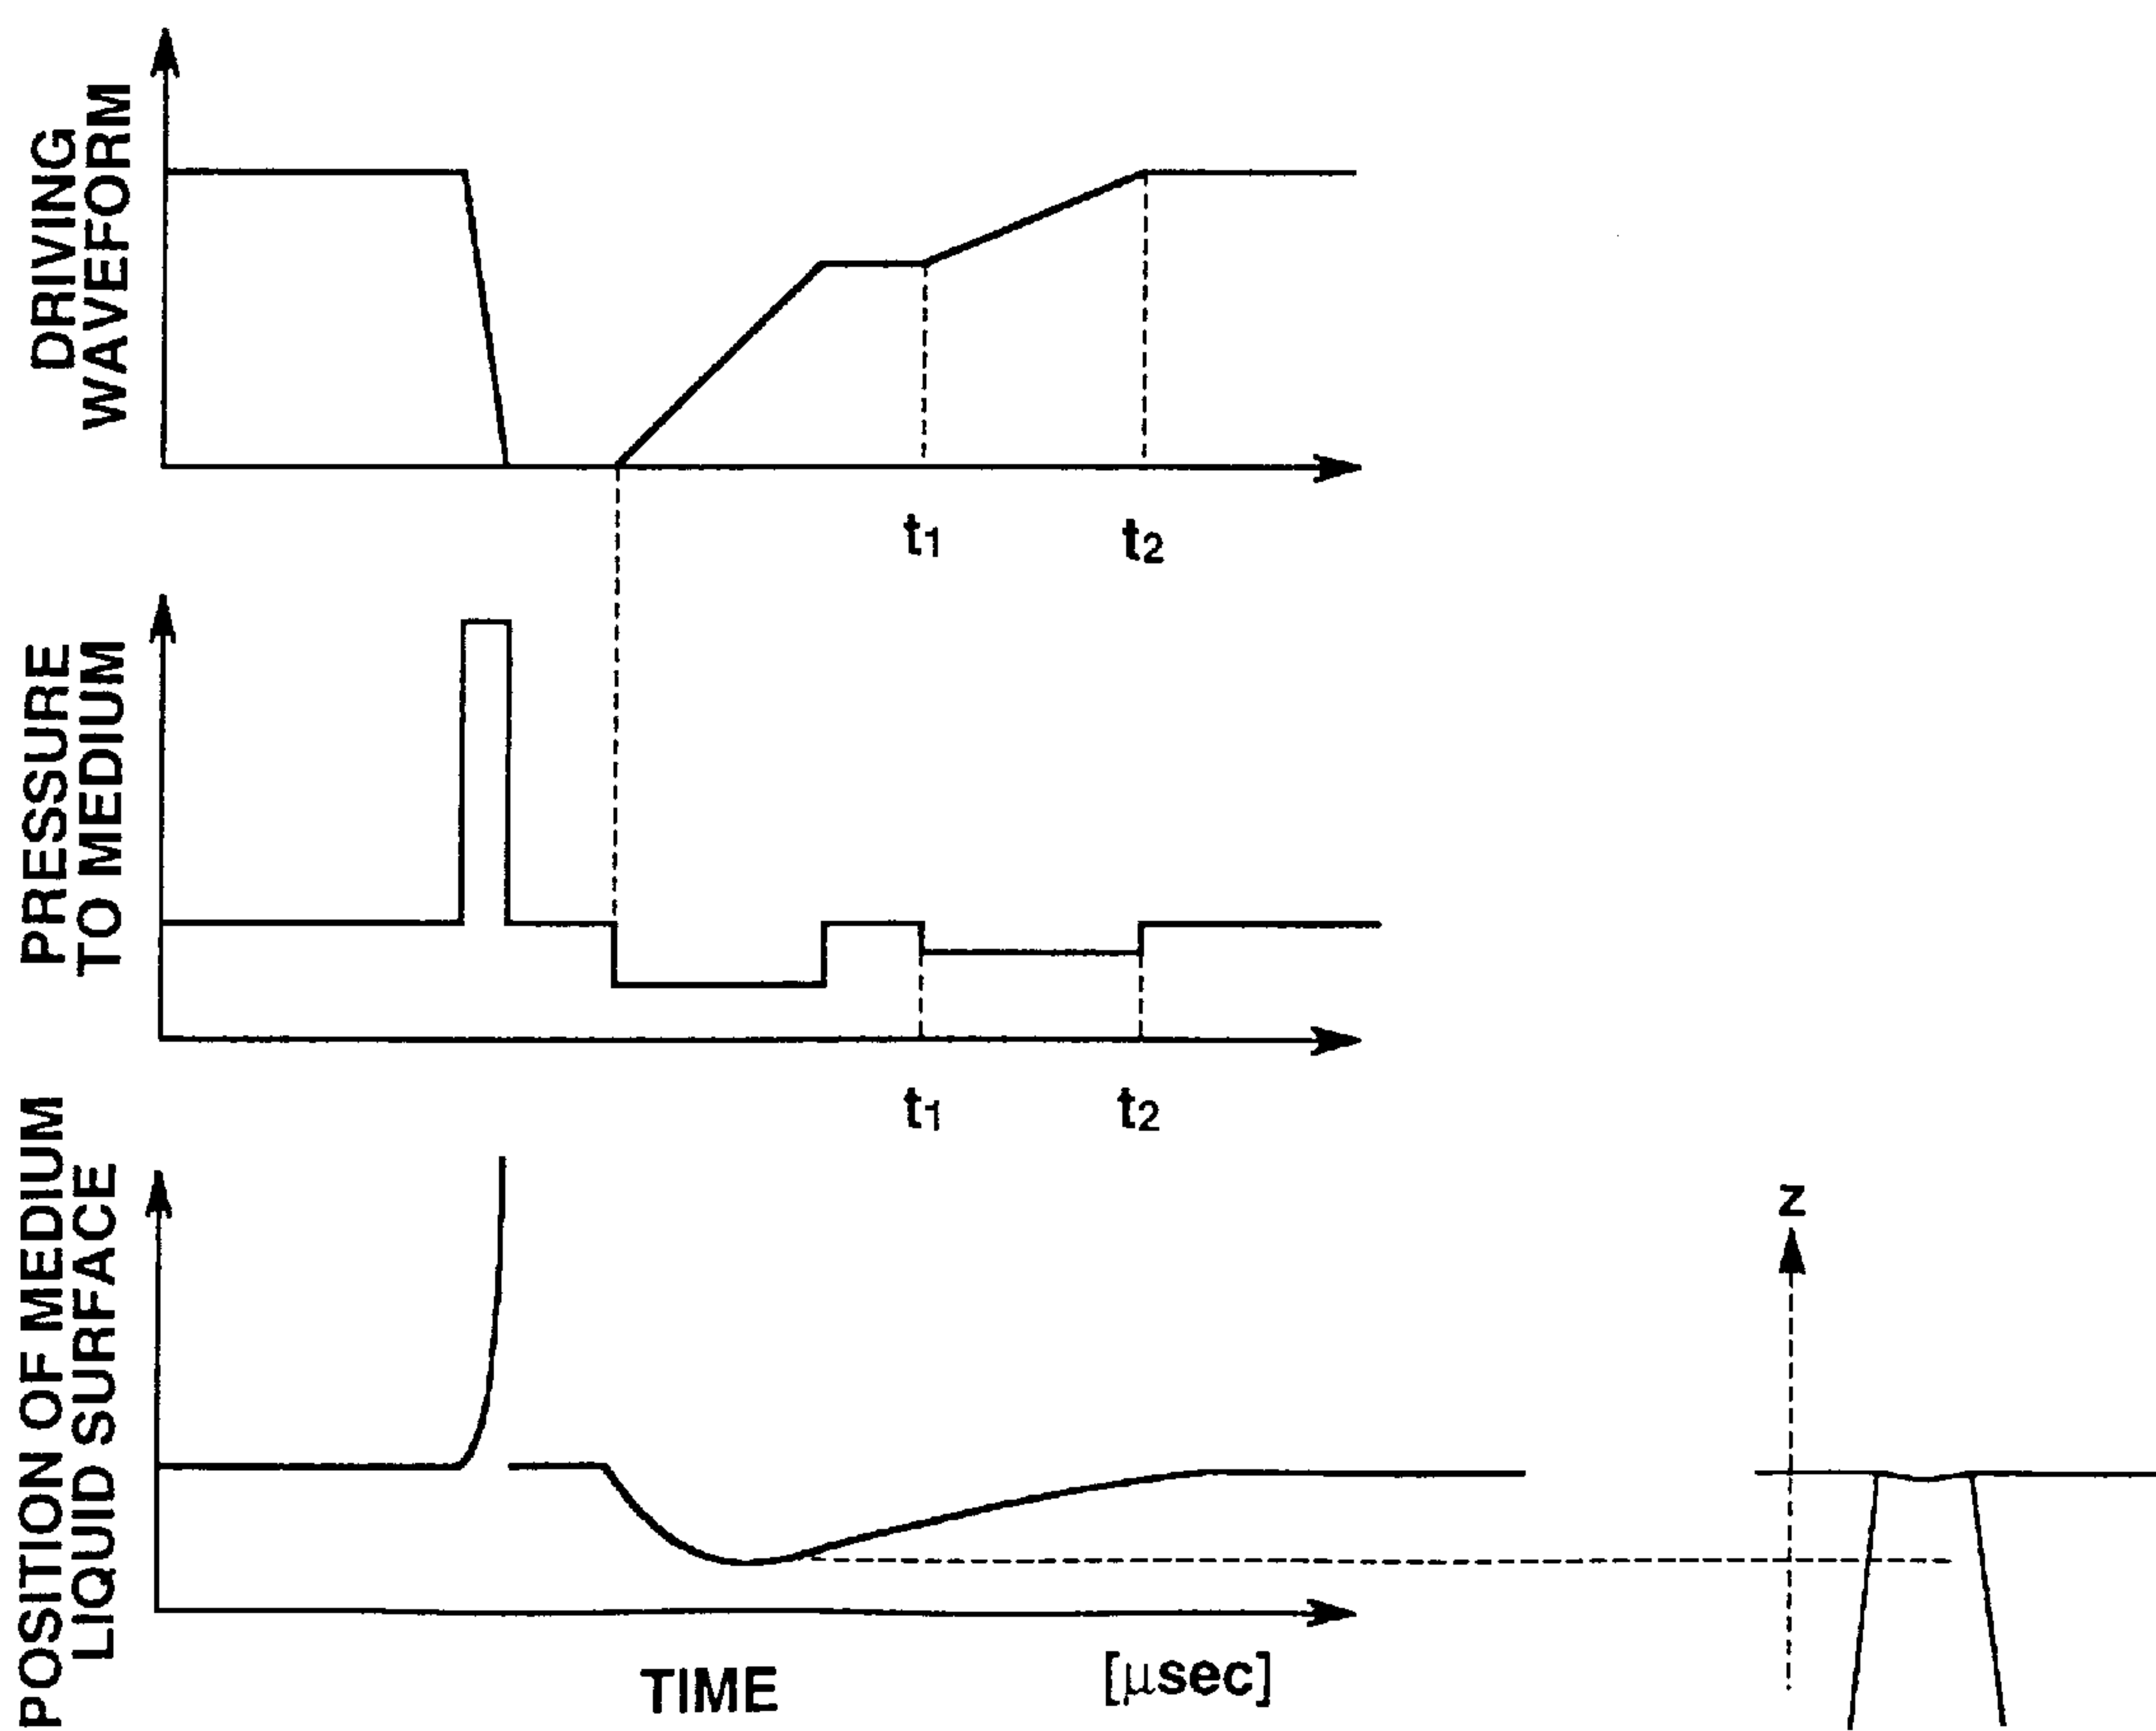 DRIVING
WAVEFORM
t1
t2
PRESSURE
TO MEDIUM
t1
t2
POSITION OF MEDIUM
LIQUID SURFACE
z
TIME
[μsec]